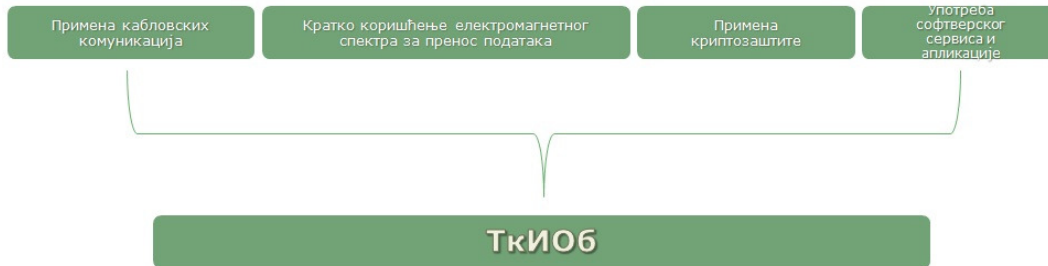 Примена кабловских
комуникација
Кратко коришћење електромагнетног
спектра за пренос података
Примена
криптозаштите
Употреба
софтверског
сервиса и
апликације
ТкИОб